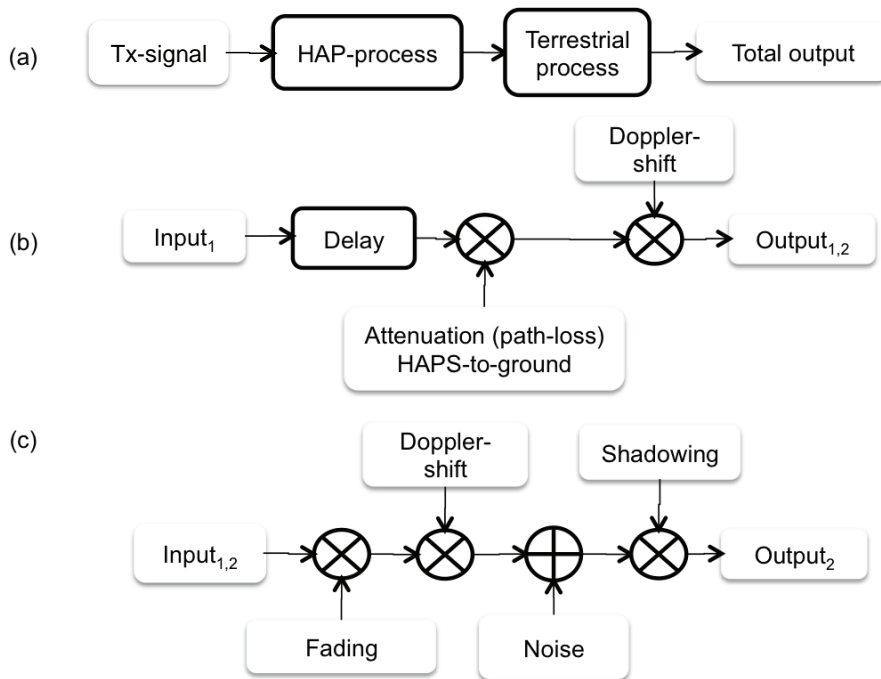 (a)
Tx-signal
HAP-process
Terrestrial
process
Total output
(b)
Doppler-
shift
Input1
Delay
Output1,2
Attenuation (path-loss)
HAPS-to-ground
(c)
Doppler-
shift
Shadowing
Input1,2
Output2
Fading
Noise